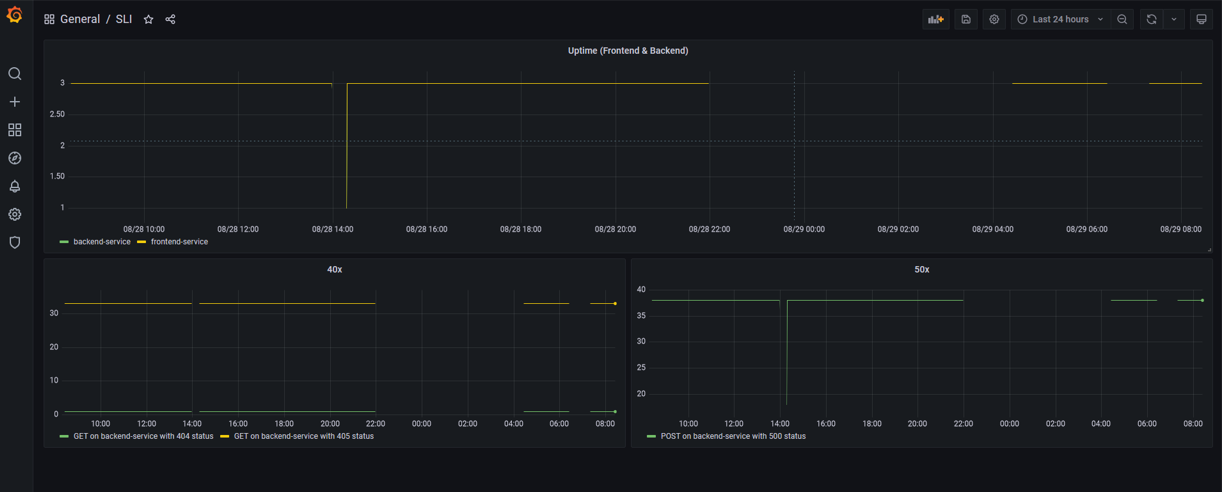 General / SLI
Last 24 hours
Uptime (Frontend & Backend)
3
2.50
2
1.50
1
08/28 10:00 08/28 12:00 08/28 14:00 08/28 16:00 08/28 18:00 08/28 20:00 08/28 22:00 08/29 00:00 08/29 02:00 08/29 04:00 08/29 06:00 08/29 08:00
backend-service frontend-service
40x
30
20
10
0
10:00 12:00 14:00 16:00 18:00 20:00 22:00 00:00 02:00 04:00 06:00 08:00
GET on backend-service with 404 status GET on backend-service with 405 status
50x
40
35
30
25
20
10:00 12:00 14:00 16:00 18:00 20:00 22:00 00:00 02:00 04:00 06:00 08:00
POST on backend-service with 500 status